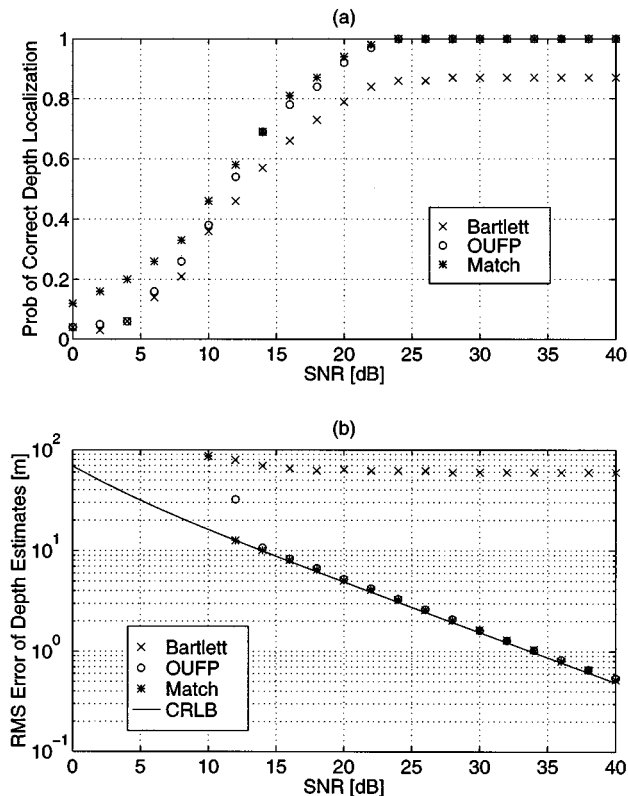 (a)
Prob of Correct Depth Localization
1
0.8
0.6
0.4
0.2
0
Bartlett
OUFP
Match
0 5 10 15 20 25 30 35 40
SNR [dB]
(b)
RMS Error of Depth Estimates [m]
10^2
10^1
10^0
10^-1
Bartlett
OUFP
Match
CRLB
0 5 10 15 20 25 30 35 40
SNR [dB]